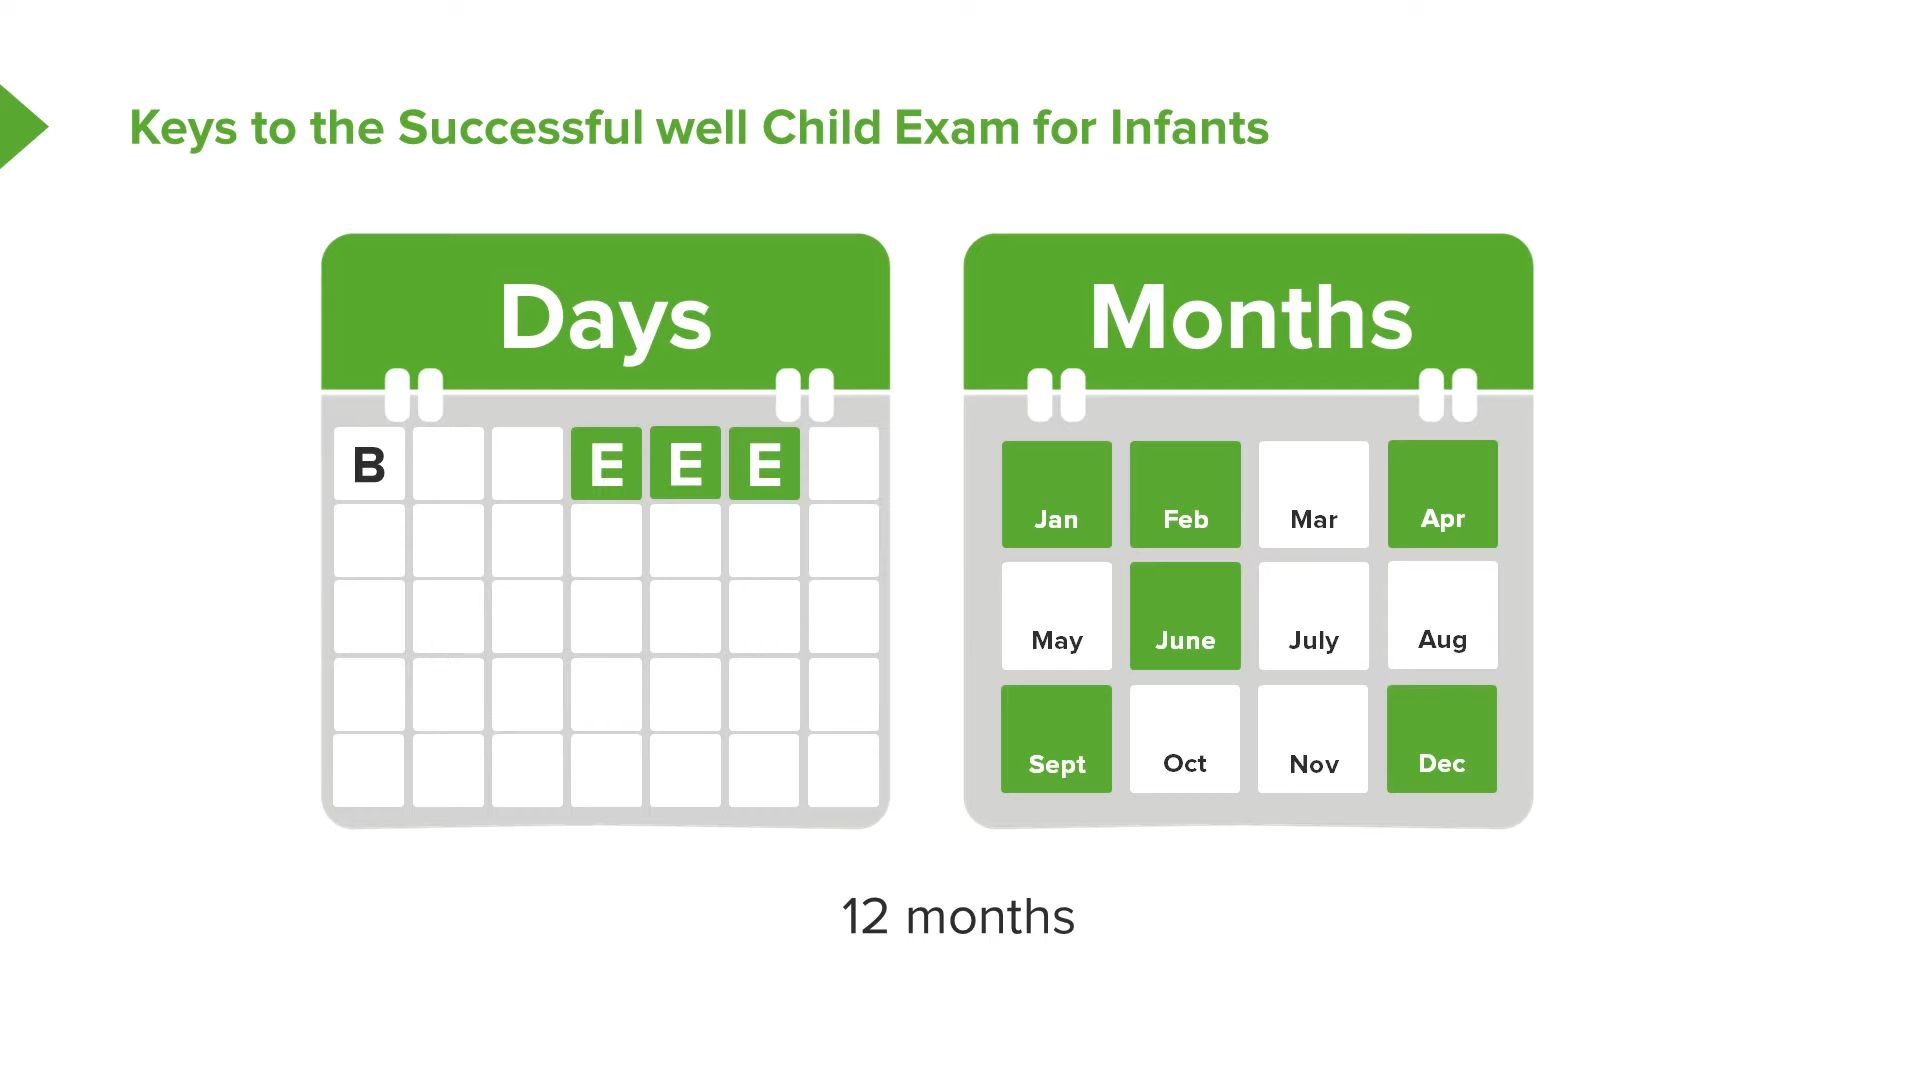 Keys to the Successful well Child Exam for Infants
Days
B E E E
Months
Jan Feb Mar Apr
May June July Aug
Sept Oct Nov Dec
12 months